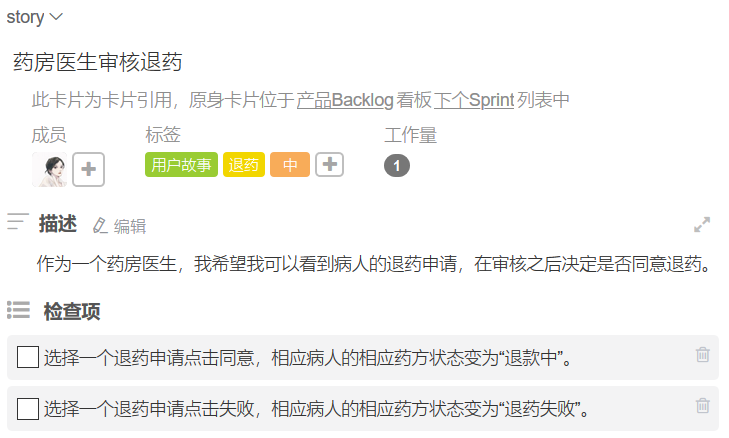 story
药房医生审核退药
此卡片为卡片引用，原身卡片位于产品Backlog看板下个Sprint列表中
成员 标签 工作量
用户故事 退药 中 1
描述 编辑
作为一个药房医生，我希望我可以看到病人的退药申请，在审核之后决定是否同意退药。
检查项
选择一个退药申请点击同意，相应病人的相应药方状态变为“退款中”。
选择一个退药申请点击失败，相应病人的相应药方状态变为“退药失败”。